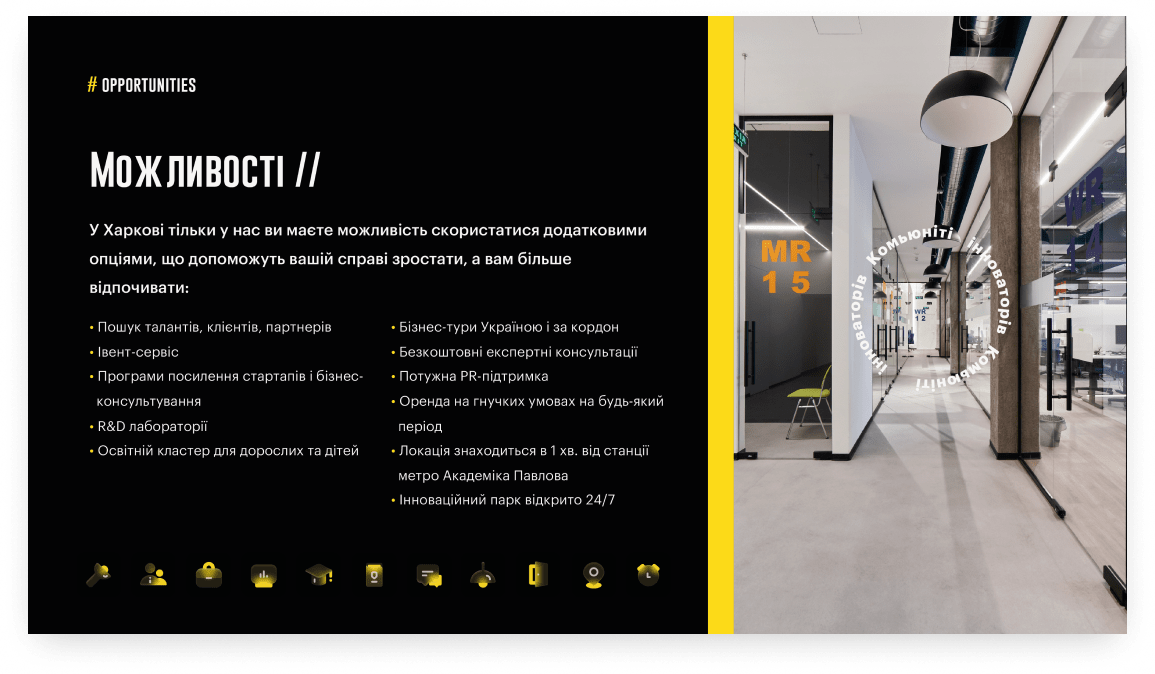 # OPPORTUNITIES
Можливості //
У Харкові тільки у нас ви маєте можливість скористатися додатковими
опціями, що допоможуть вашій справі зростати, а вам більше
відпочивати:
• Пошук талантів, клієнтів, партнерів
• Івент-сервіс
• Програми посилення стартапів і бізнес-
консультування
• R&D лабораторії
• Освітній кластер для дорослих та дітей
• Бізнес-тури Україною і за кордон
• Безкоштовні експертні консультації
• Потужна PR-підтримка
• Оренда на гнучких умовах на будь-який
період
• Локація знаходиться в 1 хв. від станції
метро Академіка Павлова
• Інноваційний парк відкрито 24/7
MR
15
Комьюніті інноваторів Комьюніті інноваторів
WR
12
WR
14